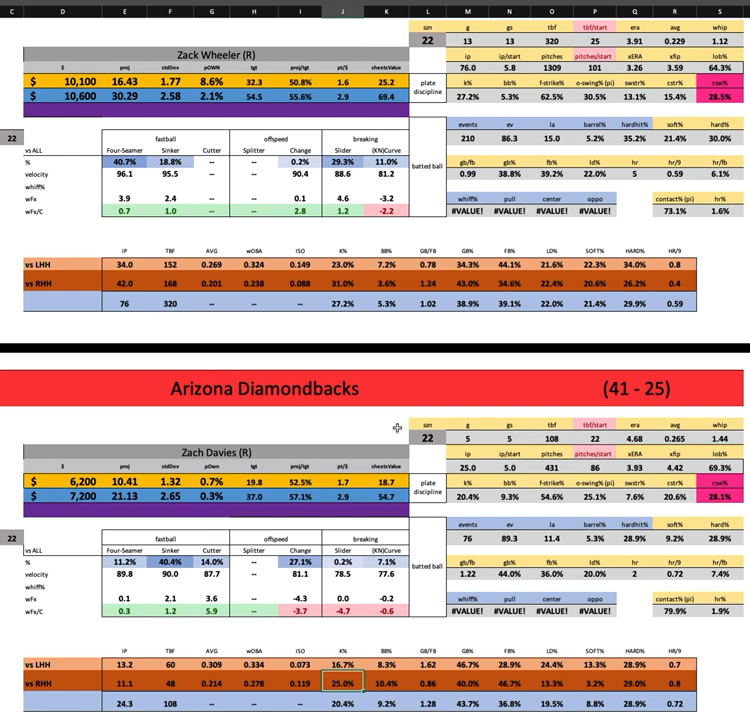 C D E F G H I J K L M N O P Q R S
szn g gs tbf tbf/start era avg whip
22 13 13 320 25 3.91 0.229 1.12
Zack Wheeler (R) ip ip/start pitches pitches/start xERA xfip lob%
76.0 5.8 1309 101 3.26 3.59 64.3%
$ proj stdDev pOWN tgt proj/tgt pt/$ sheetsValue
plate discipline k% bb% f-strike% o-swing% (pi) swstr% cstr% csw%
$ 10,100 16.43 1.77 8.6% 32.3 50.8% 1.6 25.2
$ 10,600 30.29 2.58 2.1% 54.5 55.6% 2.9 69.4
27.2% 5.3% 62.5% 30.5% 13.1% 15.4% 28.5%
events ev la barrel% hardhit% soft% hard%
22 fastball offspeed breaking 210 86.3 15.0 5.2% 35.2% 21.4% 30.0%
vs ALL Four-Seamer Sinker Cutter Splitter Change Slider (KN)Curve
% 40.7% 18.8% -- -- 0.2% 29.3% 11.0%
batted ball gb/fb gb% fb% ld% hr hr/9 hr/fb
velocity 96.1 95.5 -- -- 90.4 88.6 81.2
0.99 38.8% 39.2% 22.0% 5 0.59 6.1%
whiff%
wFx 3.9 2.4 -- -- 0.1 4.6 -3.2
whiff% pull center oppo contact% (pi) hr%
wFx/C 0.7 1.0 -- -- 2.8 1.2 -2.2
#VALUE! #VALUE! #VALUE! #VALUE! 73.1% 1.6%
IP TBF AVG wOBA ISO K% BB% GB/FB GB% FB% LD% SOFT% HARD% HR/9
vs LHH 34.0 152 0.269 0.324 0.149 23.0% 7.2% 0.78 34.3% 44.1% 21.6% 22.3% 34.0% 0.8
vs RHH 42.0 168 0.201 0.238 0.088 31.0% 3.6% 1.24 43.0% 34.6% 22.4% 20.6% 26.2% 0.4
76 320 -- -- -- 27.2% 5.3% 1.02 38.9% 39.1% 22.0% 21.4% 29.9% 0.59
Arizona Diamondbacks (41 - 25)
szn g gs tbf tbf/start era avg whip
22 5 5 108 22 4.68 0.265 1.44
Zach Davies (R) ip ip/start pitches pitches/start xERA xfip lob%
25.0 5.0 431 86 3.93 4.42 69.3%
$ proj stdDev pOwn tgt proj/tgt pt/$ sheetsValue
plate discipline k% bb% f-strike% o-swing% (pi) swstr% cstr% csw%
$ 6,200 10.41 1.32 0.7% 19.8 52.5% 1.7 18.7
$ 7,200 21.13 2.65 0.3% 37.0 57.1% 2.9 54.7
20.4% 9.3% 54.6% 25.1% 7.6% 20.6% 28.1%
events ev la barrel% hardhit% soft% hard%
22 fastball offspeed breaking 76 89.3 11.4 5.3% 28.9% 9.2% 28.9%
vs ALL Four-Seamer Sinker Cutter Splitter Change Slider (KN)Curve
% 11.2% 40.4% 14.0% -- 27.1% 0.2% 7.1%
batted ball gb/fb gb% fb% ld% hr hr/9 hr/fb
velocity 89.8 90.0 87.7 81.1 78.5 77.6
1.22 44.0% 36.0% 20.0% 2 0.72 7.4%
whiff%
wFx 0.1 2.1 3.6 -- -4.3 0.0 -0.2
whiff% pull center oppo contact% (pi) hr%
wFx/C 0.3 1.2 5.9 -- -3.7 -4.7 -0.6
#VALUE! #VALUE! #VALUE! #VALUE! 79.9% 1.9%
IP TBF AVG wOBA ISO K% BB% GB/FB GB% FB% LD% SOFT% HARD% HR/9
vs LHH 13.2 60 0.309 0.334 0.073 16.7% 8.3% 1.62 46.7% 28.9% 24.4% 13.3% 28.9% 0.7
vs RHH 11.1 48 0.214 0.278 0.119 25.0% 10.4% 0.86 40.0% 46.7% 13.3% 3.2% 29.0% 0.8
24.3 108 -- -- -- 20.4% 9.2% 1.28 43.7% 36.8% 19.5% 8.8% 28.9% 0.72